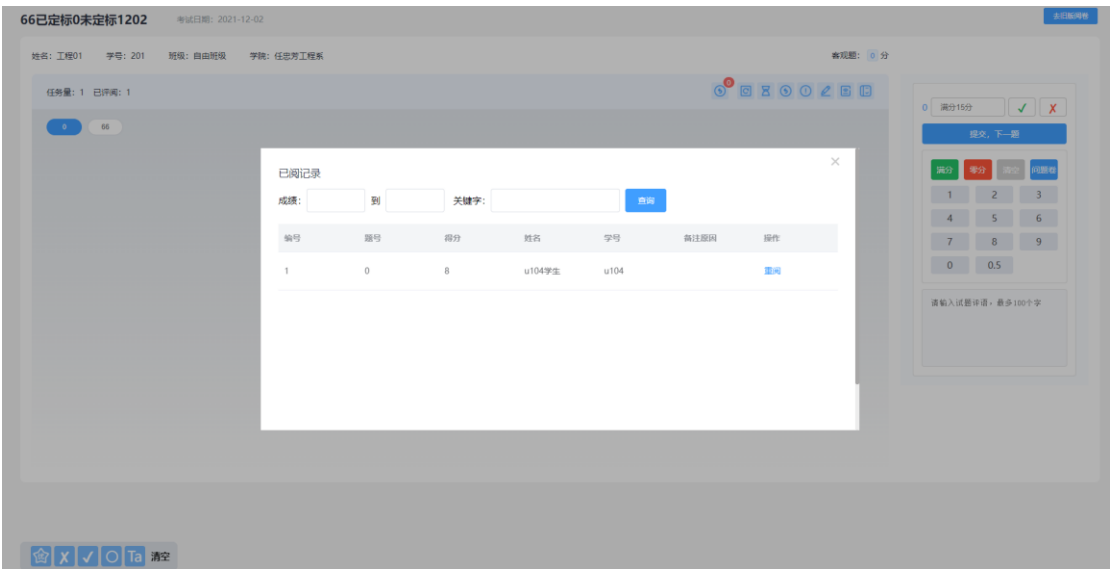 66已定标0未定标1202 考试日期: 2021-12-02 去旧版阅卷
姓名: 工程01 学号: 201 班级: 自由班级 学院: 任忠芳工程系 客观题: 0 分
任务量: 1 已评阅: 1 0
0 满分15分
0 66
提交, 下一题
已阅记录
满分 零分 清空 问题卷
成绩: 到 关键字: 查询
1 2 3
4 5 6
编号 题号 得分 姓名 学号 备注原因 操作
7 8 9
1 0 8 u104学生 u104 重阅
0 0.5
请输入试题评语，最多100个字
Ta 清空